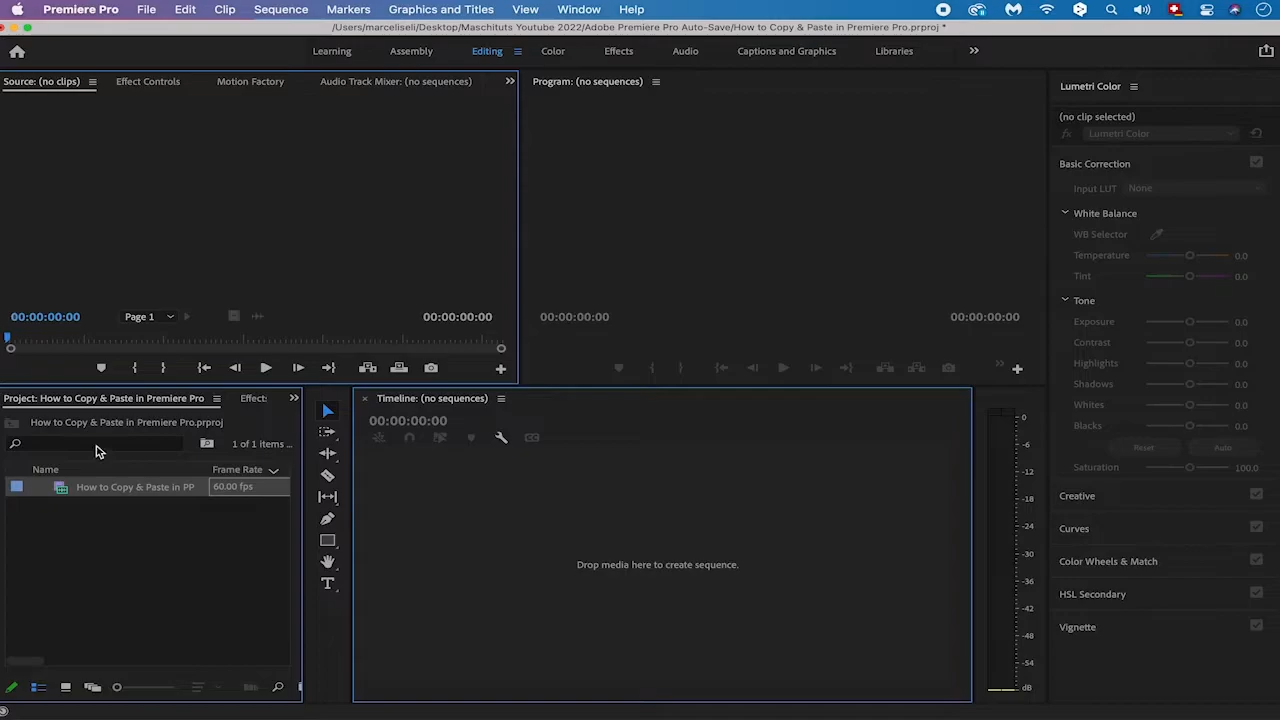 Premiere Pro File Edit Clip Sequence Markers Graphics and Titles View Window Help
/Users/marceliseli/Desktop/Maschituts Youtube 2022/Adobe Premiere Pro Auto-Save/How to Copy & Paste in Premiere Pro.prproj *
Learning Assembly Editing Color Effects Audio Captions and Graphics Libraries
Source: (no clips) Effect Controls Motion Factory Audio Track Mixer: (no sequences)
Program: (no sequences)
Lumetri Color
(no clip selected)
fx Lumetri Color
Basic Correction
Input LUT None
White Balance
WB Selector
Temperature 0.0
Tint 0.0
Tone
Exposure 0.0
Contrast 0.0
Highlights 0.0
Shadows 0.0
Whites 0.0
Blacks 0.0
Reset Auto
Saturation 100.0
Creative
Curves
Color Wheels & Match
HSL Secondary
Vignette
00:00:00:00 Page 1 00:00:00:00
00:00:00:00 00:00:00:00
Project: How to Copy & Paste in Premiere Pro Effects
How to Copy & Paste in Premiere Pro.prproj
1 of 1 items ...
Name Frame Rate
How to Copy & Paste in PP 60.00 fps
Timeline: (no sequences)
00:00:00:00
CC
T
Drop media here to create sequence.
0
-6
-12
-18
-24
-30
-36
-42
-48
-54
dB